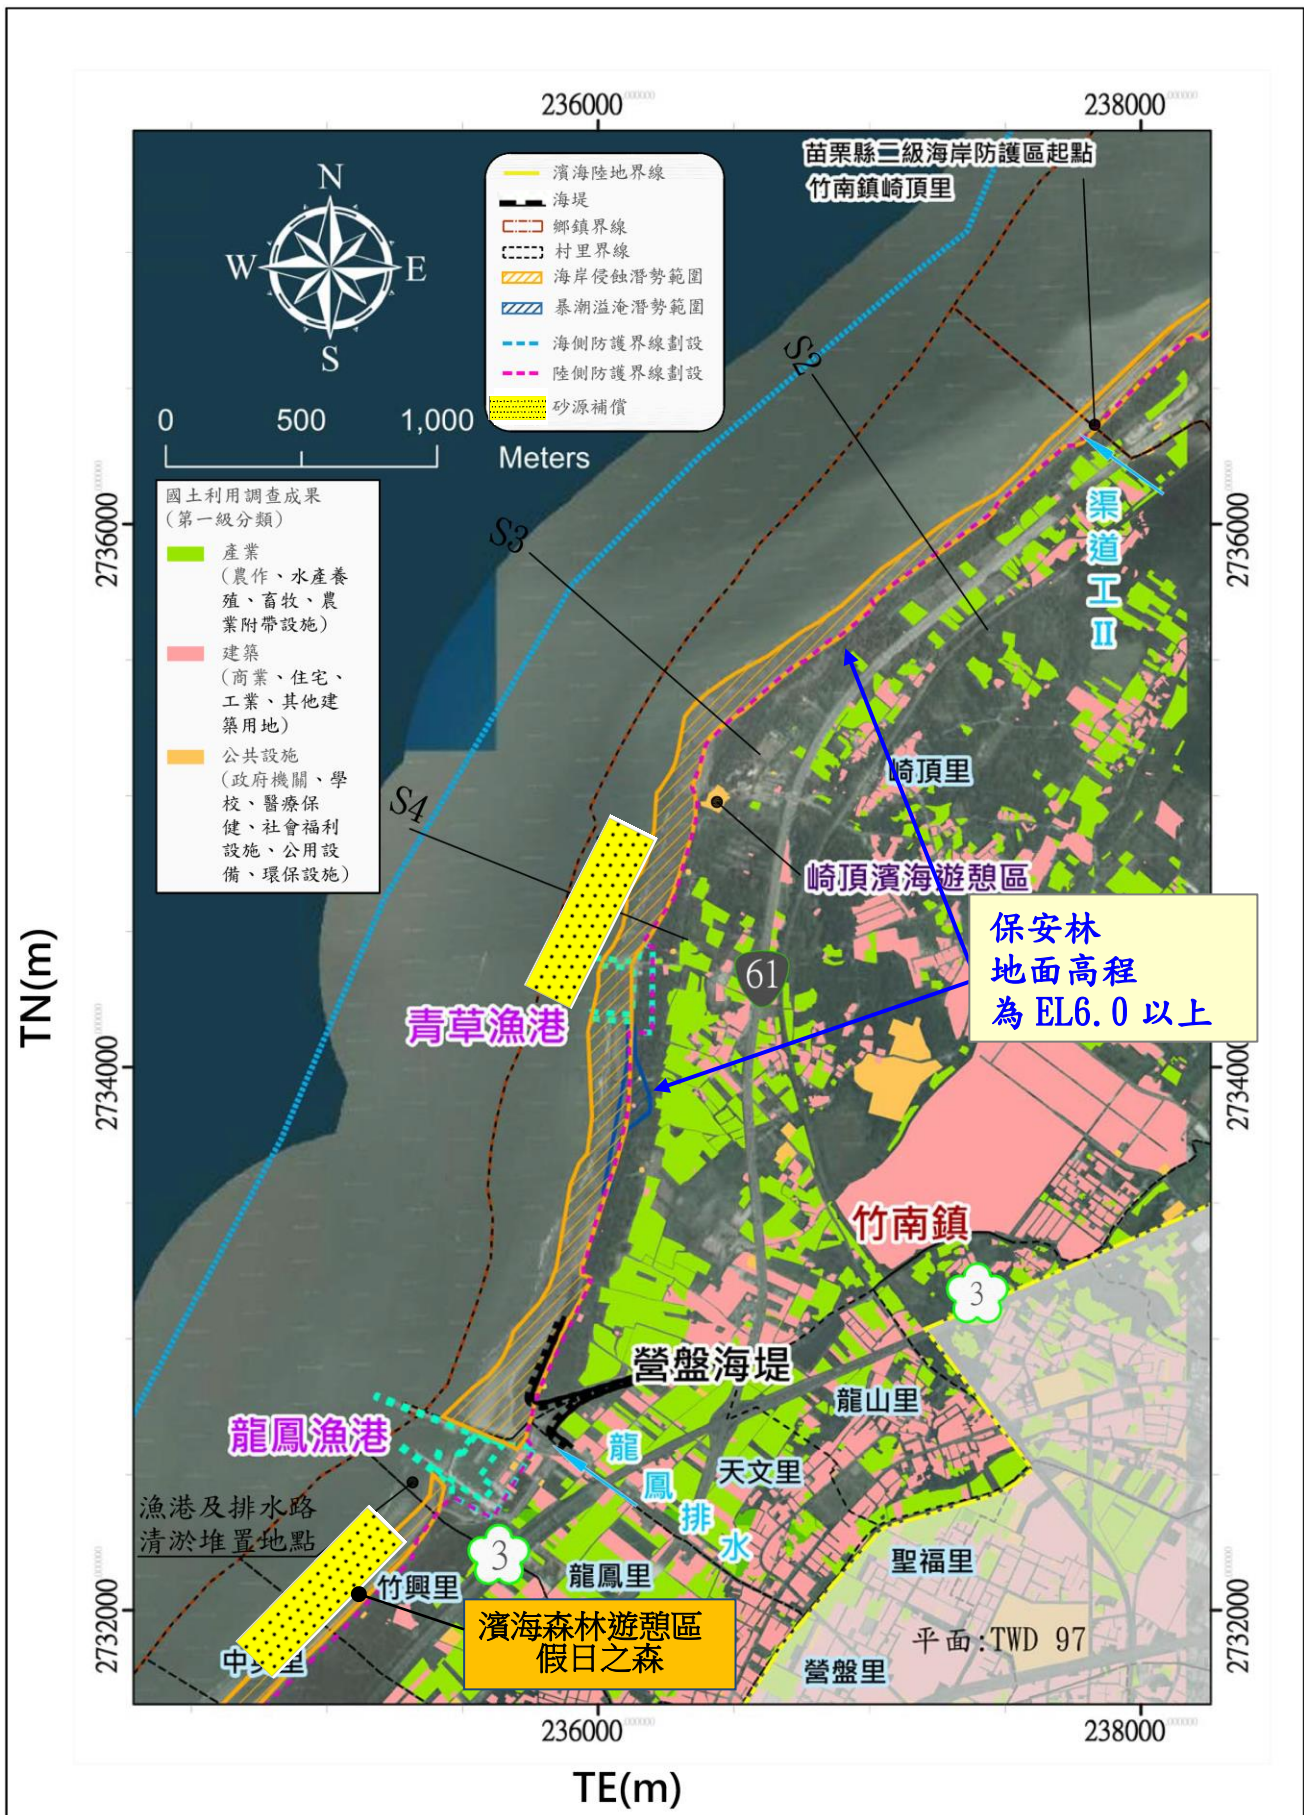 236000
238000
苗栗縣二級海岸防護區起點
竹南鎮崎頂里
N
W
E
S
濱海陸地界線
海堤
鄉鎮界線
村里界線
海岸侵蝕潛勢範圍
暴潮溢淹潛勢範圍
海側防護界線劃設
陸側防護界線劃設
砂源補償
0 500 1,000
Meters
國土利用調查成果
(第一級分類)
產業
(農作、水產養
殖、畜牧、農
業附帶設施)
建築
(商業、住宅、
工業、其他建
築用地)
公共設施
(政府機關、學
校、醫療保
健、社會福利
設施、公用設
備、環保設施)
S2
S3
S4
2736000
2736000
渠道工II
崎頂里
崎頂濱海遊憩區
保安林
地面高程
為 EL6.0 以上
61
青草漁港
TN(m)
2734000
2734000
竹南鎮
3
營盤海堤
龍山里
龍鳳漁港
龍鳳排水
天文里
漁港及排水路
清淤堆置地點
3
竹興里
龍鳳里
聖福里
濱海森林遊憩區
假日之森
平面:TWD 97
營盤里
2732000
2732000
236000
238000
TE(m)